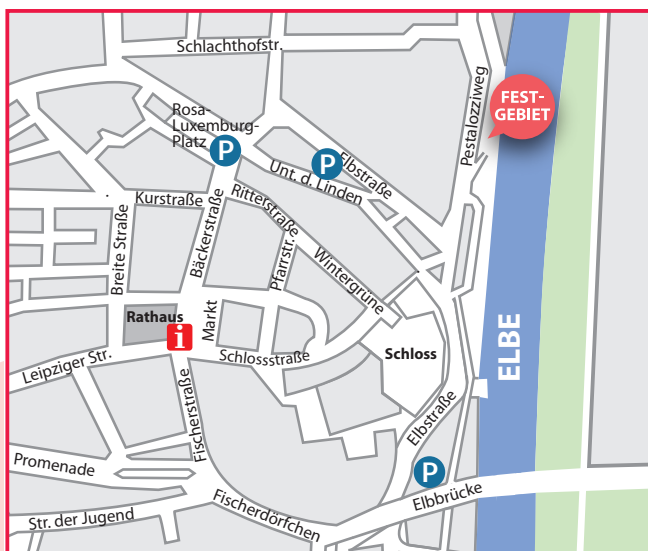 Schlachthofstr.
Pestalozziweg
FEST-
GEBIET
Rosa-
Luxemburg-
Platz
P
P
Elbstraße
Unt. d. Linden
Kurstraße
Ritterstraße
Bäckerstraße
Breite Straße
Pfarrstr.
Wintergrüne
Rathaus
i
Markt
Schlossstraße
Schloss
ELBE
Leipziger Str.
Fischerstraße
Elbstraße
Promenade
P
Elbbrücke
Fischerdörfchen
Str. der Jugend